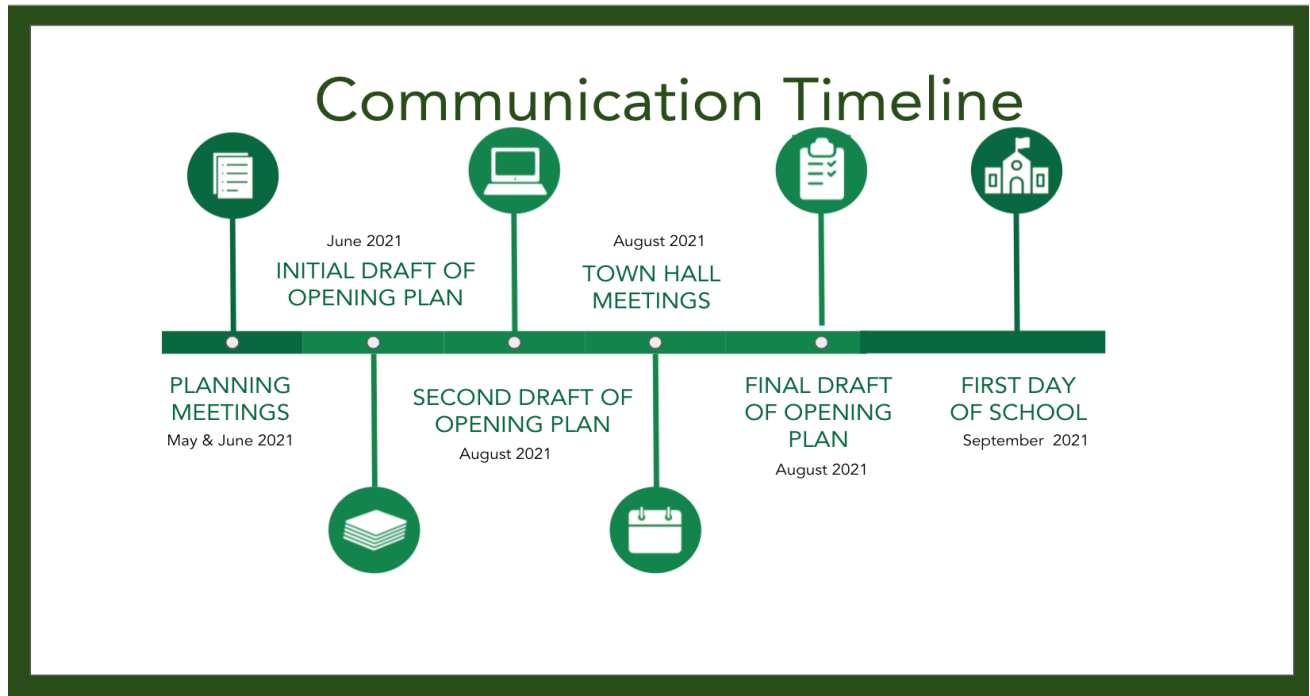 Communication Timeline
June 2021
INITIAL DRAFT OF
OPENING PLAN
August 2021
TOWN HALL
MEETINGS
PLANNING
MEETINGS
May & June 2021
SECOND DRAFT OF
OPENING PLAN
August 2021
FINAL DRAFT
OF OPENING
PLAN
August 2021
FIRST DAY
OF SCHOOL
September 2021